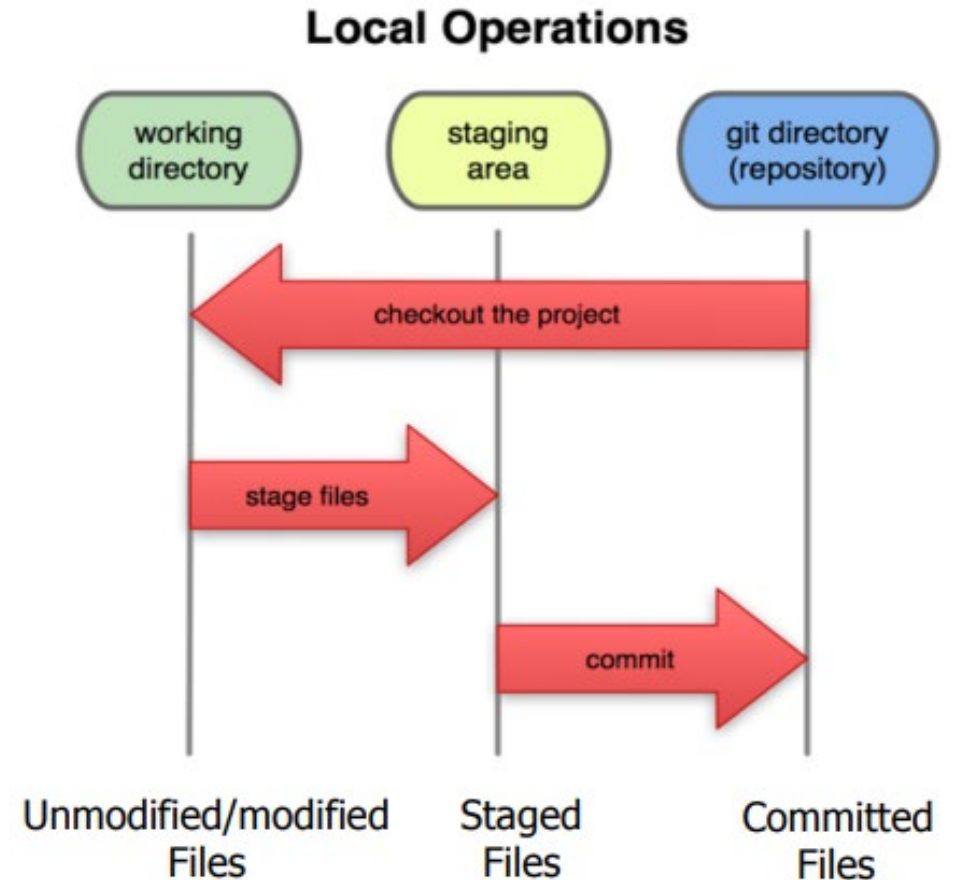 Local Operations
working
directory
staging
area
git directory
(repository)
checkout the project
stage files
commit
Unmodified/modified
Files
Staged
Files
Committed
Files